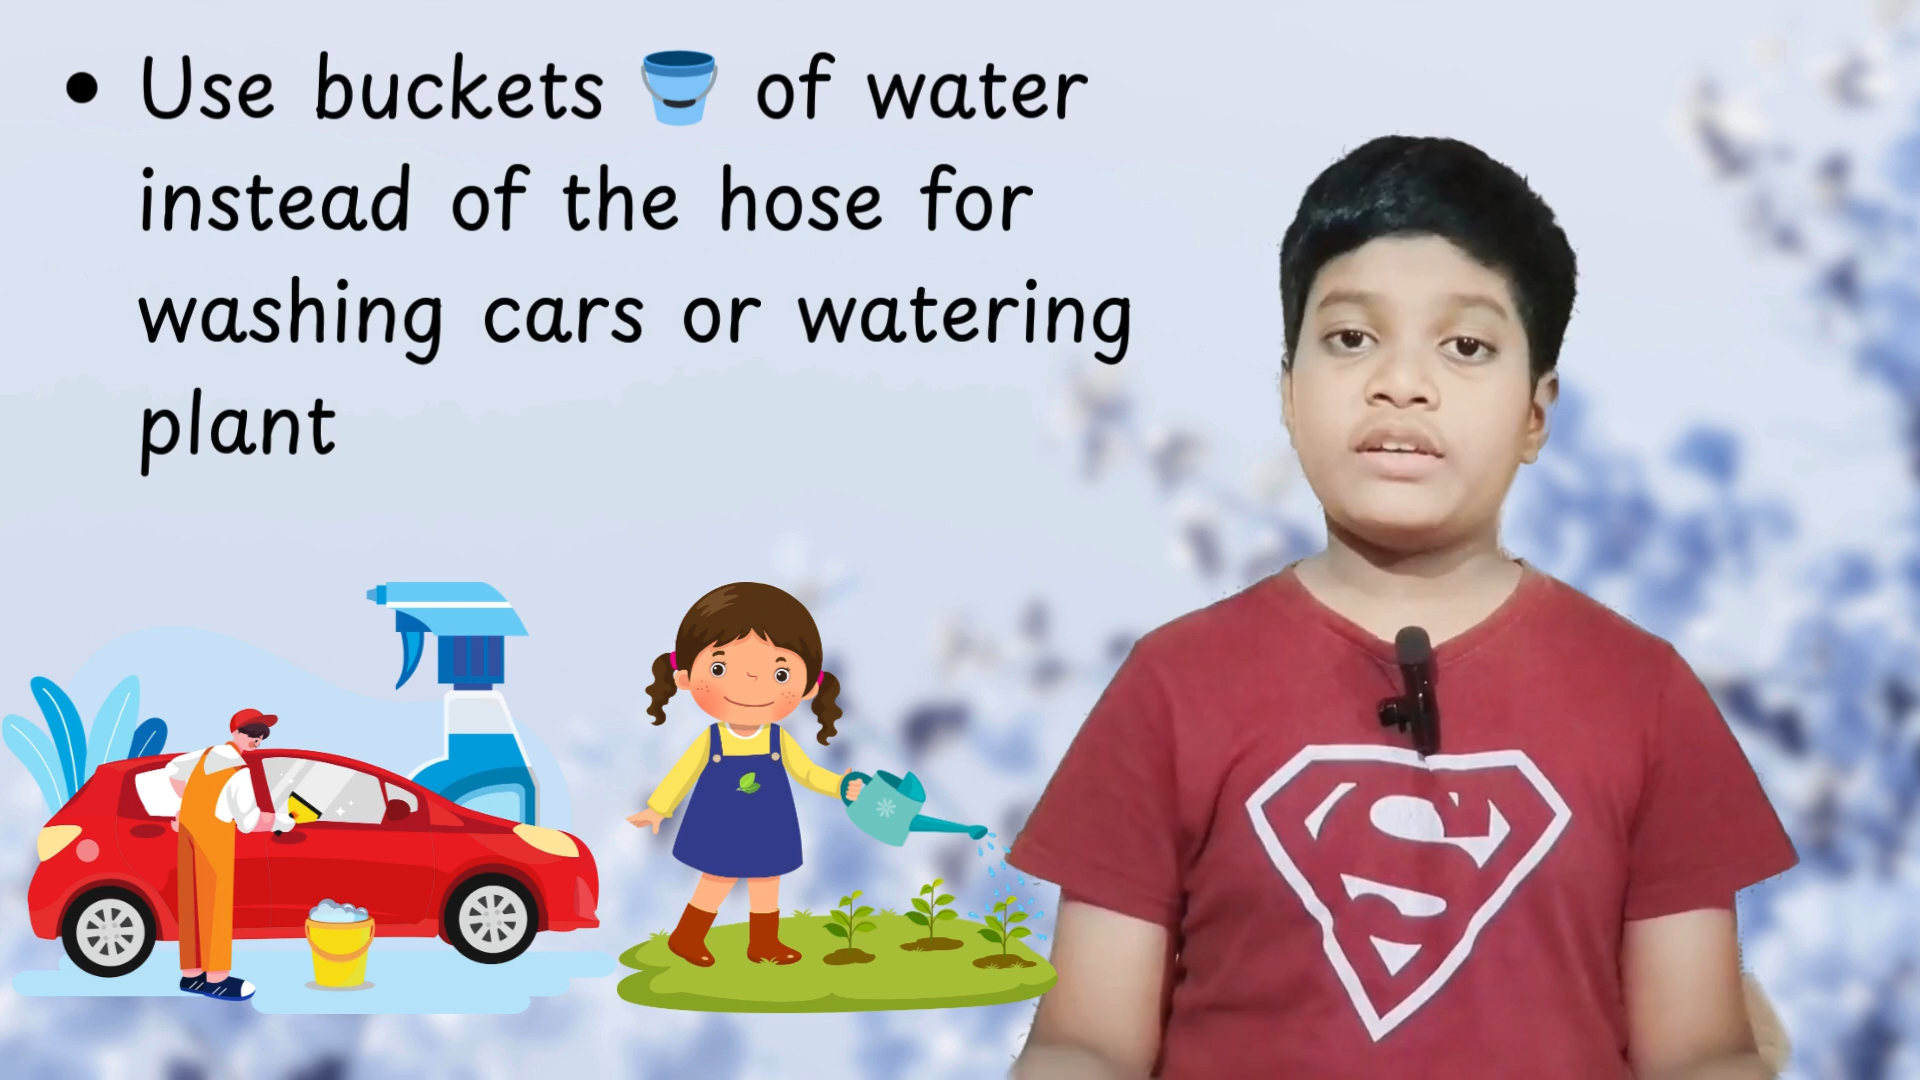 • Use buckets 🪣 of water
instead of the hose for
washing cars or watering
plant
S